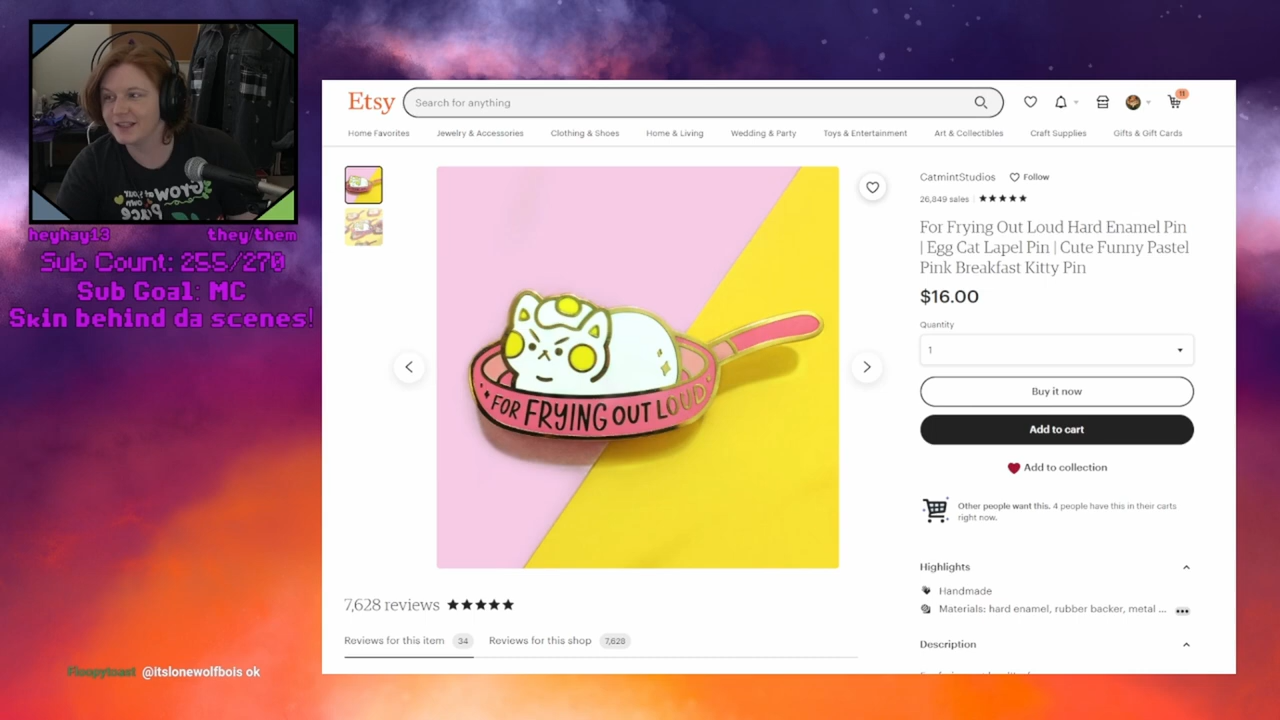 heyhay13
they/them
Sub Count: 255/270
Sub Goal: MC
Skin behind da scenes!
@itslonewolfbois ok
Etsy
Search for anything
11
Home Favorites
Jewelry & Accessories
Clothing & Shoes
Home & Living
Wedding & Party
Toys & Entertainment
Art & Collectibles
Craft Supplies
Gifts & Gift Cards
FOR FRYING OUT LOUD
CatmintStudios
Follow
26,849 sales
For Frying Out Loud Hard Enamel Pin
| Egg Cat Lapel Pin | Cute Funny Pastel
Pink Breakfast Kitty Pin
$16.00
Quantity
1
Buy it now
Add to cart
Add to collection
Other people want this. 4 people have this in their carts
right now.
Highlights
Handmade
Materials: hard enamel, rubber backer, metal ...
Description
7,628 reviews
Reviews for this item 34
Reviews for this shop 7,628